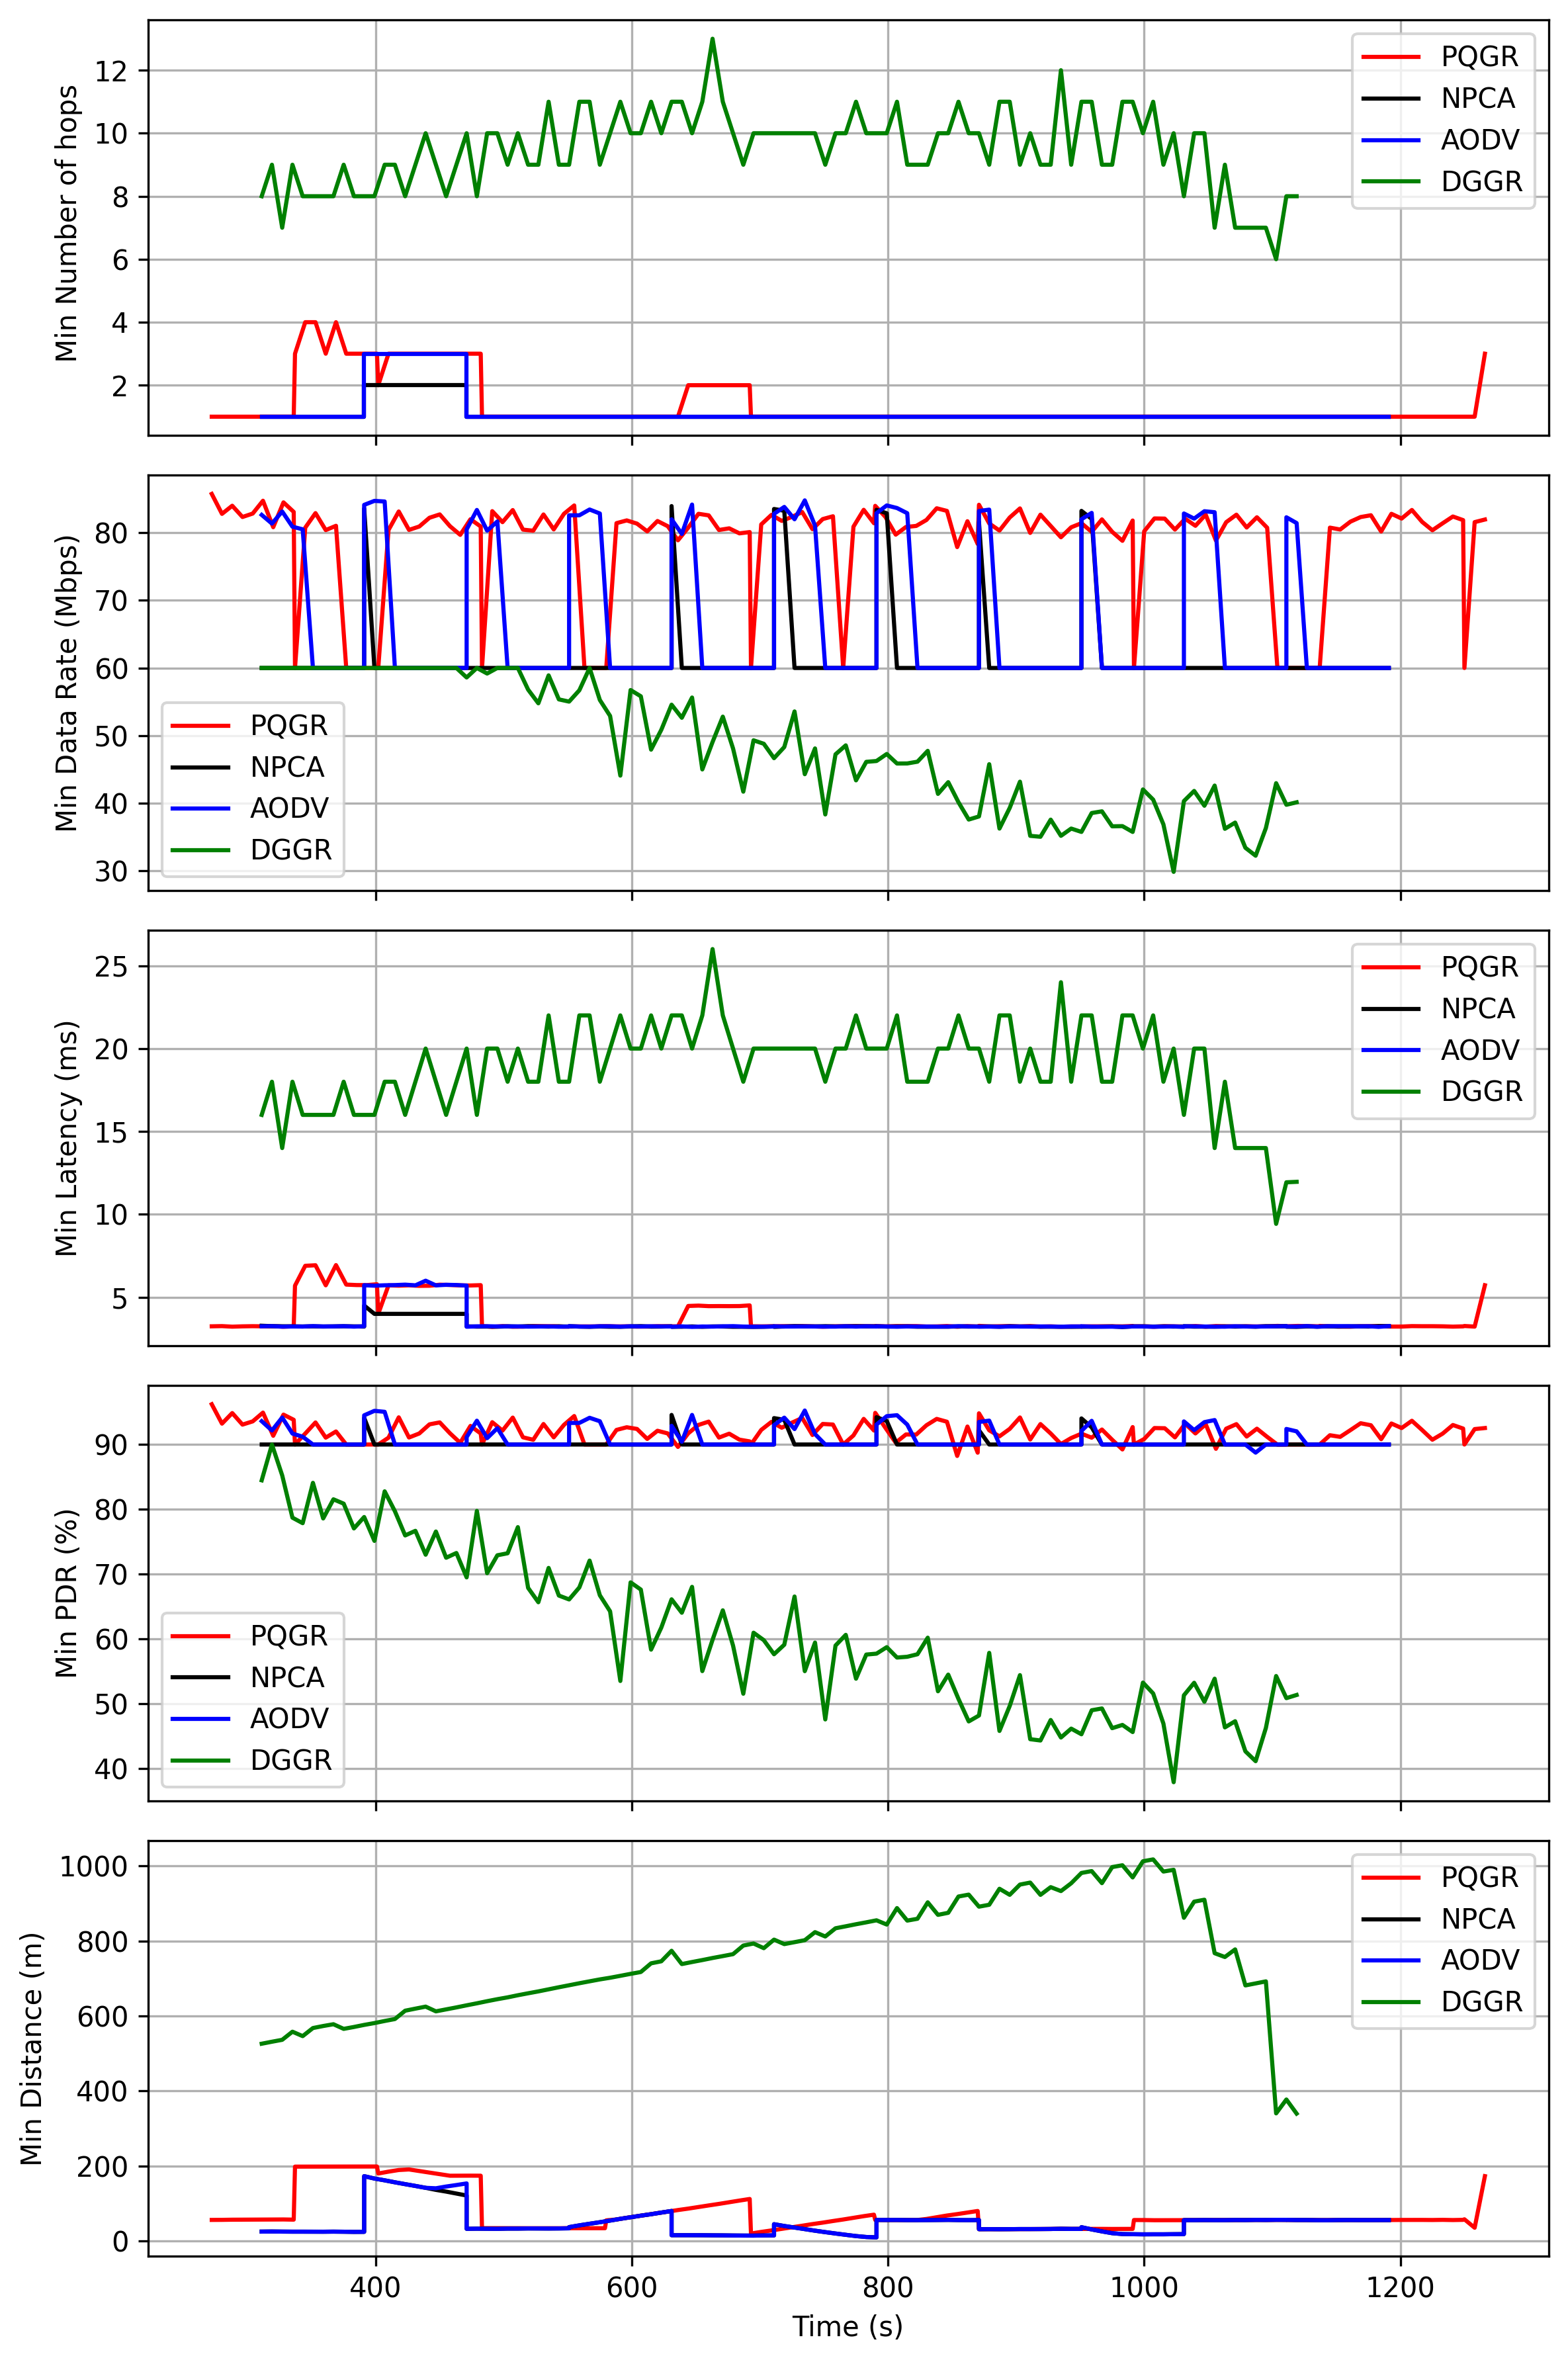 Min Number of hops
12
10
8
6
4
2
PQGR
NPCA
AODV
DGGR
Min Data Rate (Mbps)
80
70
60
50
40
30
PQGR
NPCA
AODV
DGGR
Min Latency (ms)
25
20
15
10
5
PQGR
NPCA
AODV
DGGR
Min PDR (%)
90
80
70
60
50
40
PQGR
NPCA
AODV
DGGR
Min Distance (m)
1000
800
600
400
200
0
PQGR
NPCA
AODV
DGGR
400 600 800 1000 1200
Time (s)